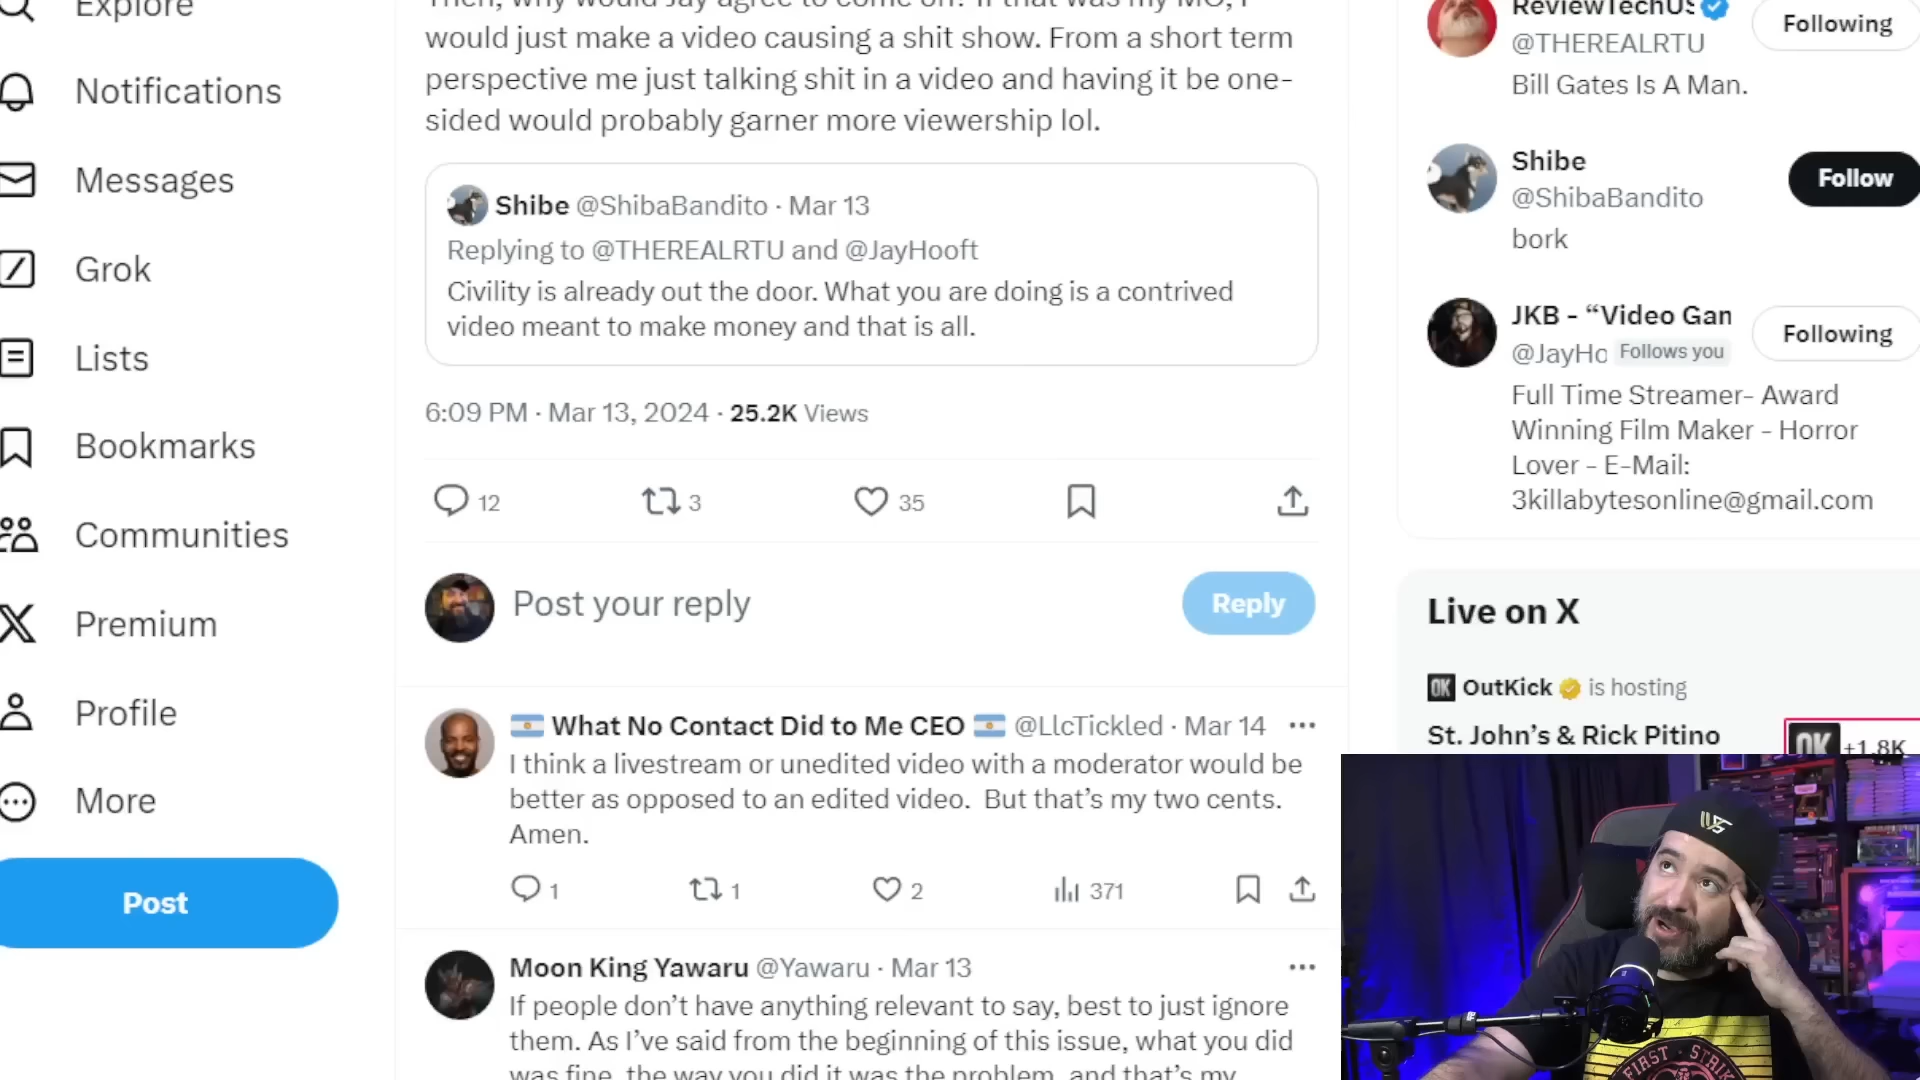 Explore
Notifications
Messages
Grok
Lists
Bookmarks
Communities
Premium
Profile
More
Post
Then, why would Jay agree to come on? If that was my MO, I
would just make a video causing a shit show. From a short term
perspective me just talking shit in a video and having it be one-
sided would probably garner more viewership lol.
Shibe @ShibaBandito · Mar 13
Replying to @THEREALRTU and @JayHooft
Civility is already out the door. What you are doing is a contrived
video meant to make money and that is all.
6:09 PM · Mar 13, 2024 · 25.2K Views
12
3
35
Post your reply
Reply
What No Contact Did to Me CEO @LlcTickled · Mar 14
I think a livestream or unedited video with a moderator would be
better as opposed to an edited video. But that's my two cents.
Amen.
1
1
2
371
Moon King Yawaru @Yawaru · Mar 13
If people don't have anything relevant to say, best to just ignore
them. As I've said from the beginning of this issue, what you did
was fine, the way you did it was the problem, and that's my
ReviewTechUS
Following
@THEREALRTU
Bill Gates Is A Man.
Shibe
Follow
@ShibaBandito
bork
JKB - “Video Gan
Following
@JayHo Follows you
Full Time Streamer- Award
Winning Film Maker - Horror
Lover - E-Mail:
3killabytesonline@gmail.com
Live on X
OK OutKick is hosting
St. John's & Rick Pitino
OK +1.8K
FIRST · STRIK